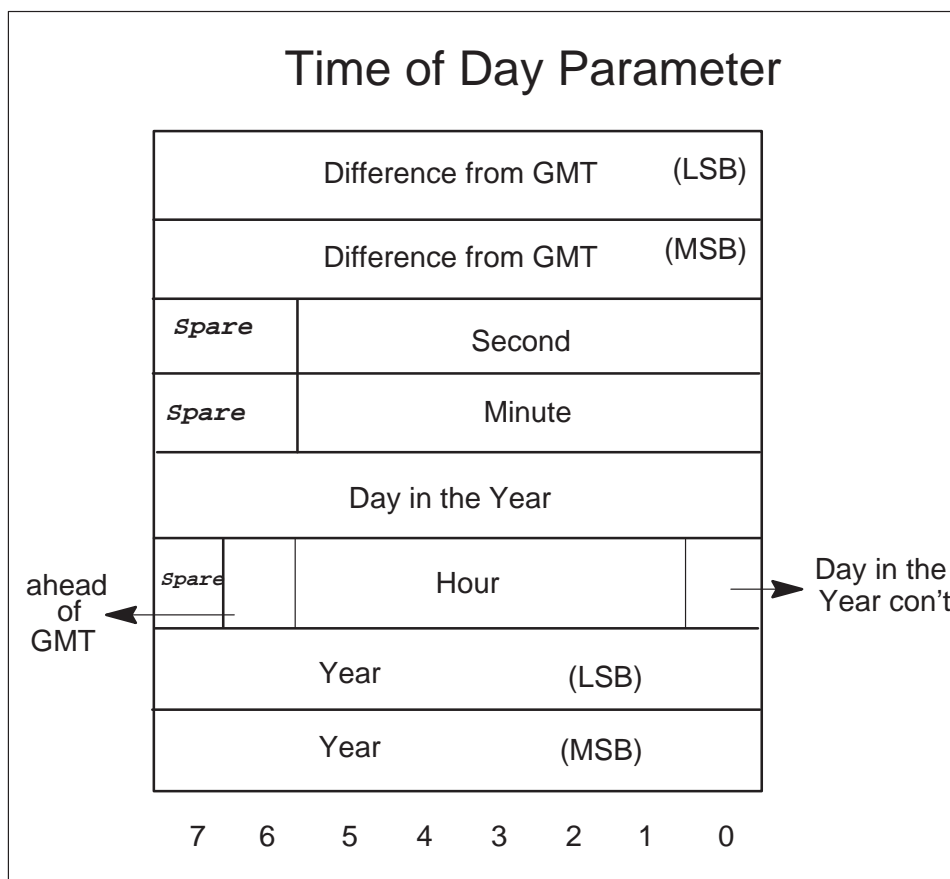 Time of Day Parameter
Difference from GMT (LSB)
Difference from GMT (MSB)
Spare Second
Spare Minute
Day in the Year
Spare Hour
ahead
of
GMT
Day in the
Year con't
Year (LSB)
Year (MSB)
7 6 5 4 3 2 1 0